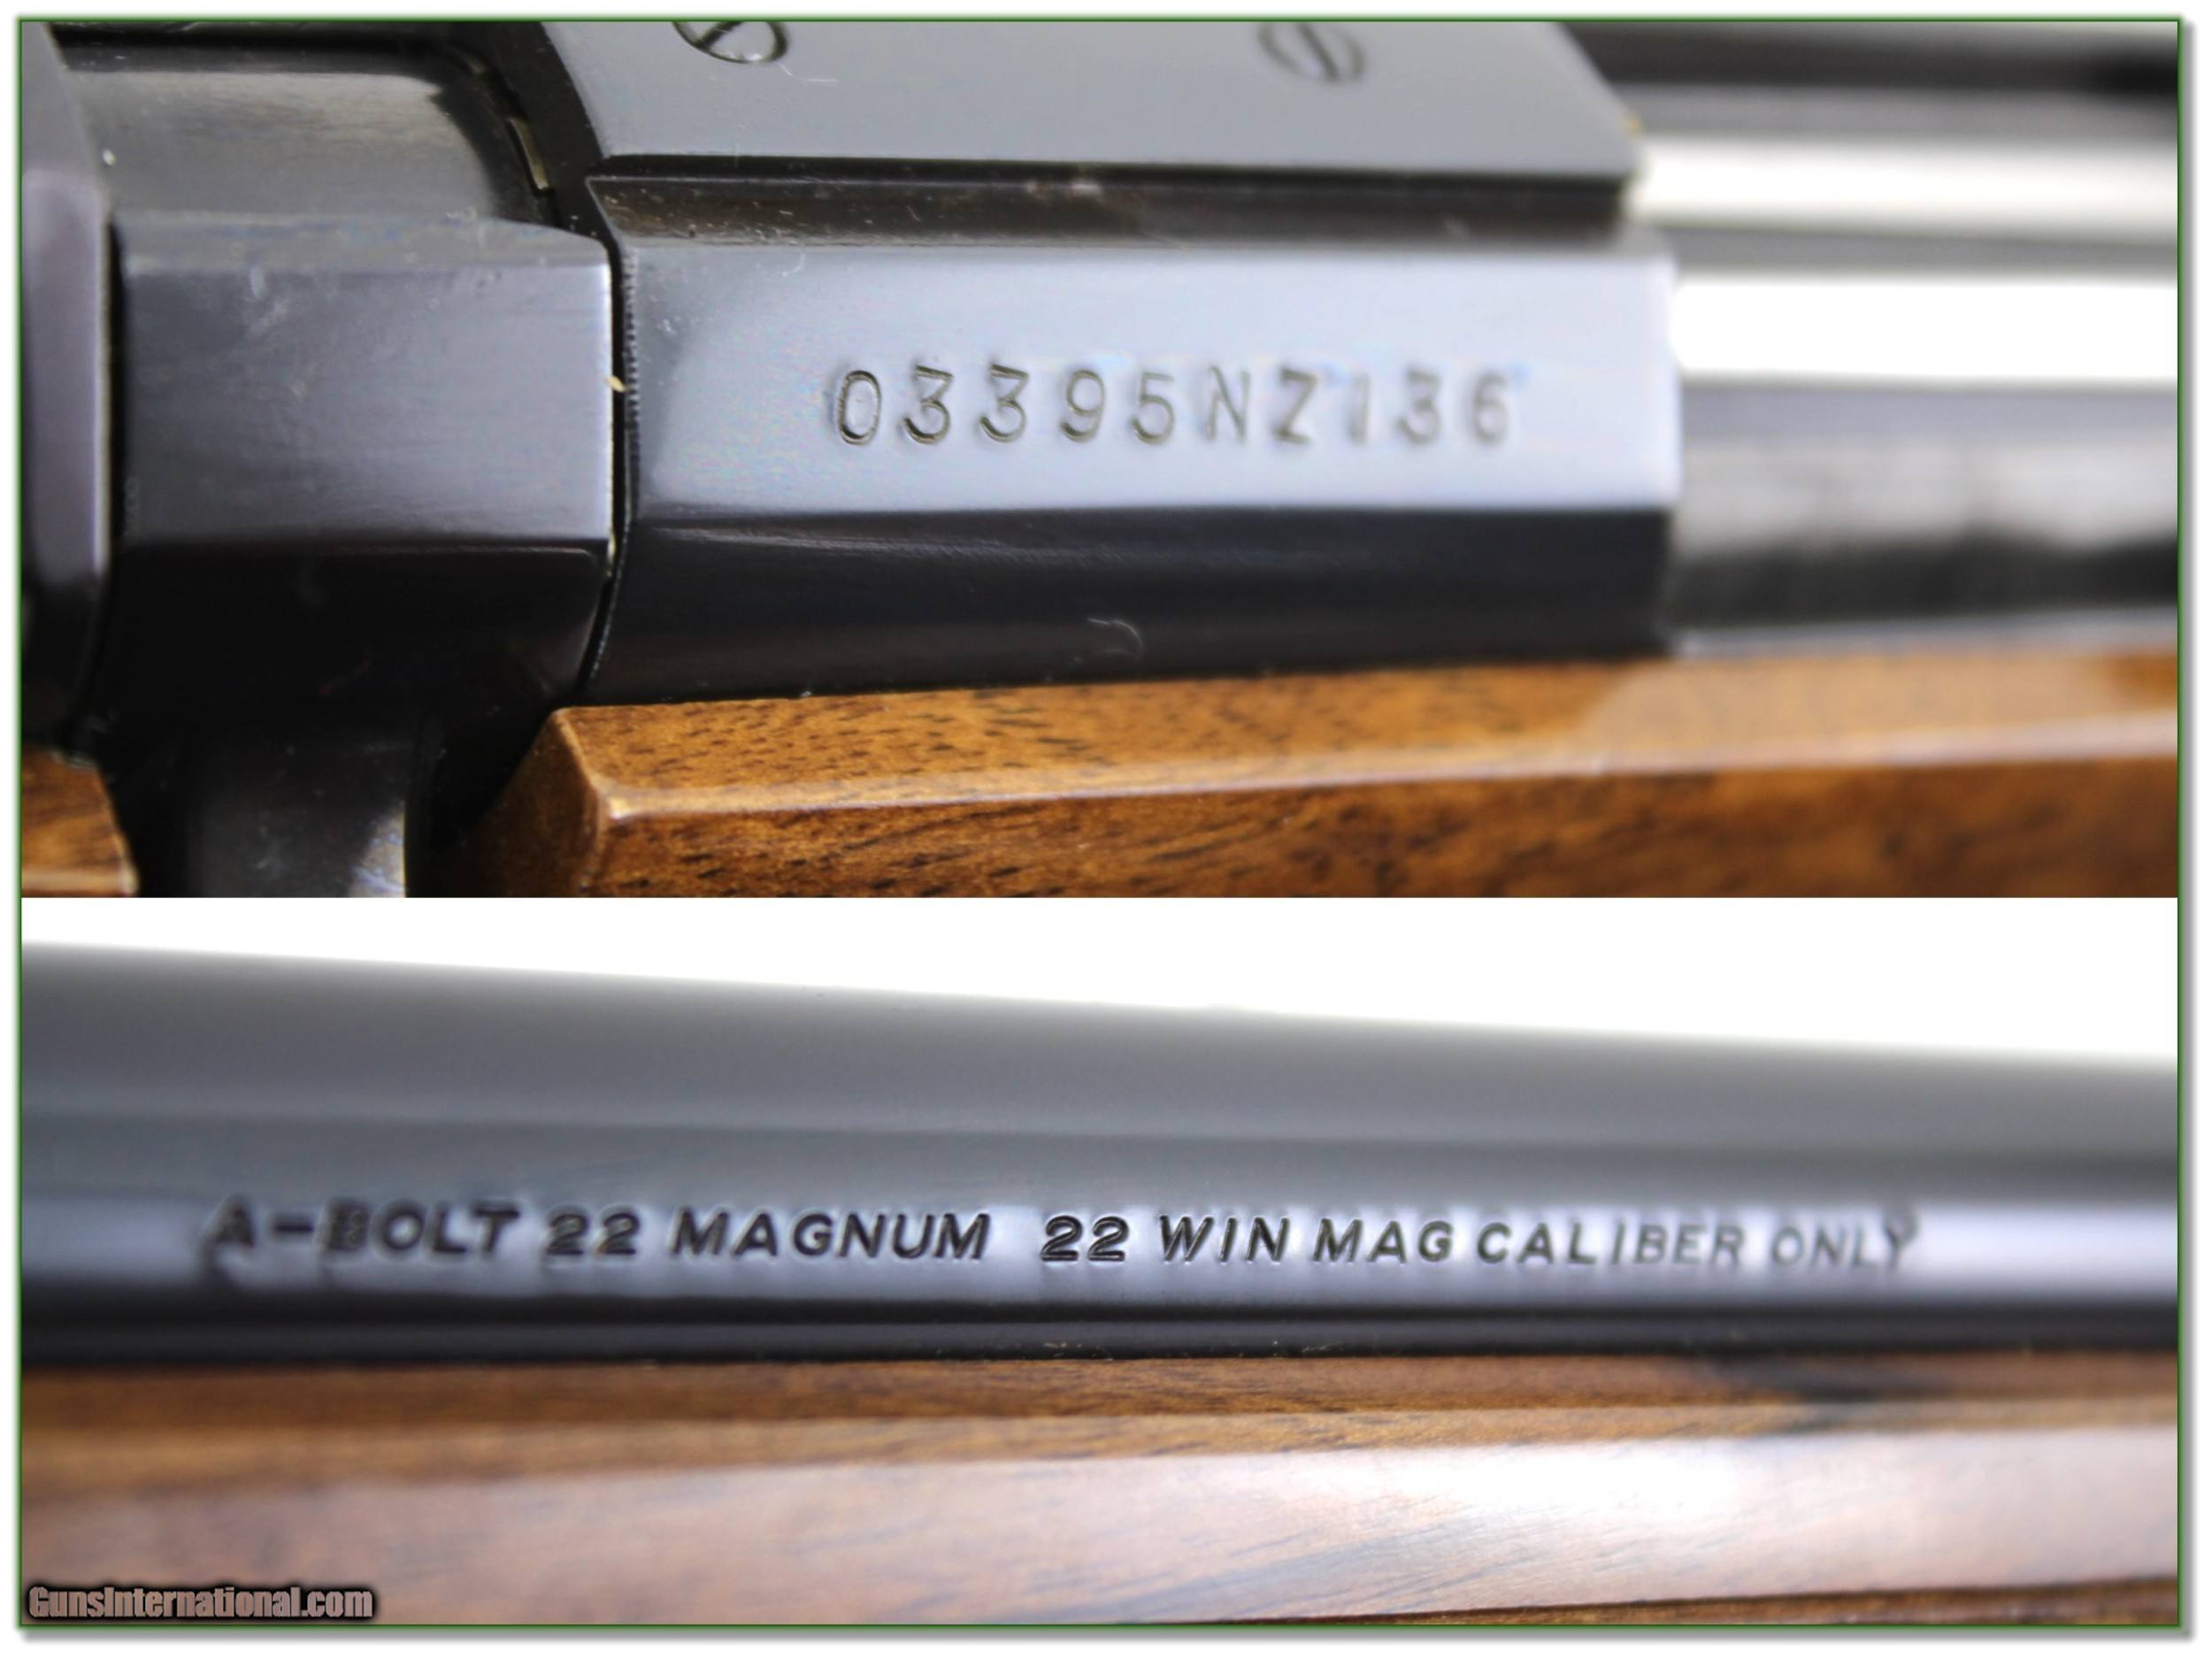 03395NZ136
A-BOLT 22 MAGNUM 22 WIN MAG CALIBER ONLY
GunsInternational.com